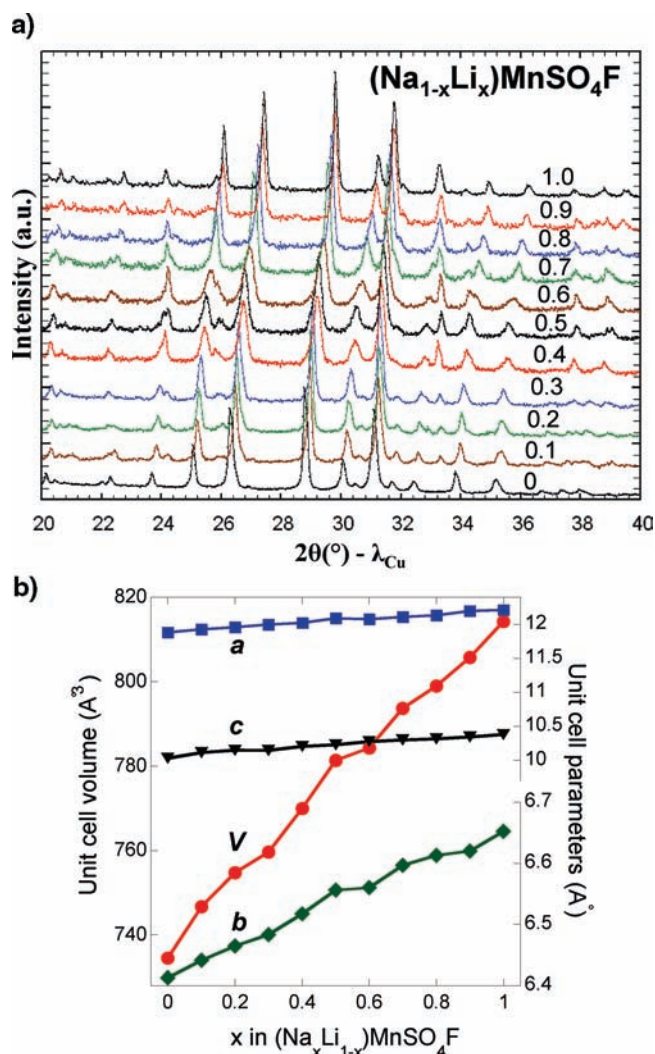 a)
(Na1-xLix)MnSO4F
1.0
0.9
0.8
0.7
0.6
0.5
0.4
0.3
0.2
0.1
0
Intensity (a.u.)
20 22 24 26 28 30 32 34 36 38 40
2θ(°) - λCu
b)
820
800
780
760
740
Unit cell volume (A^3)
a
c
V
b
12
11.5
11
10.5
10
6.7
6.6
6.5
6.4
Unit cell parameters (A°)
0 0.2 0.4 0.6 0.8 1
x in (NaxLi1-x)MnSO4F